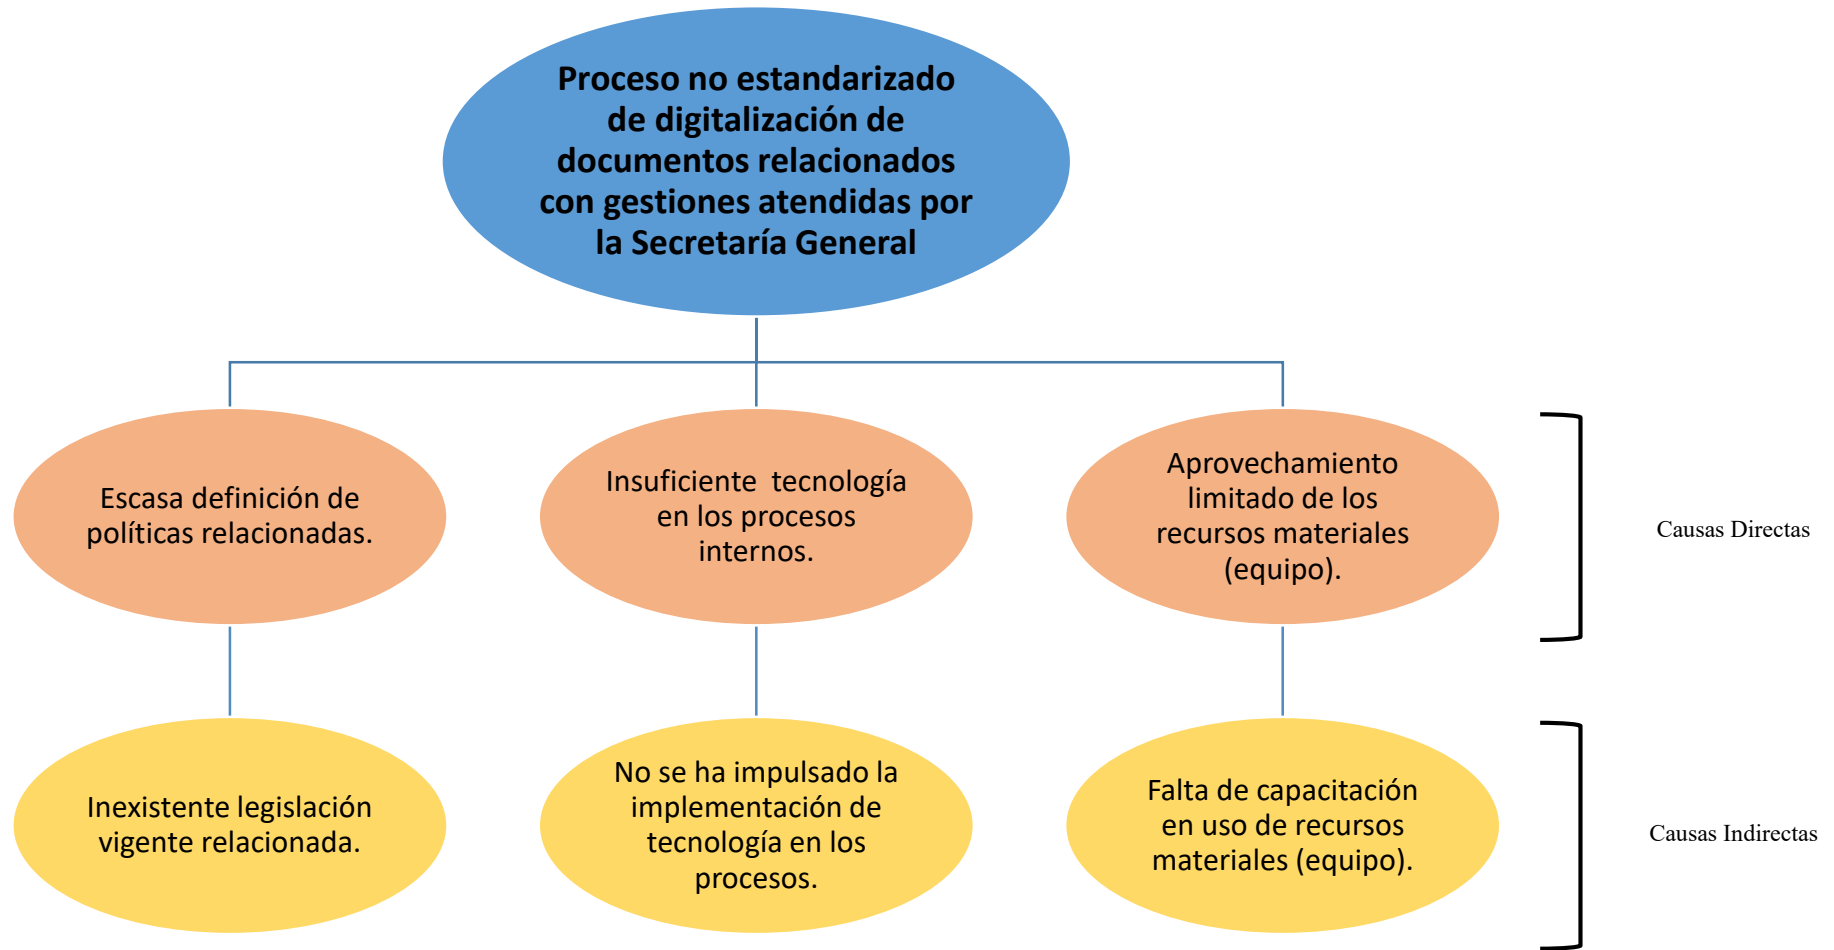 Proceso no estandarizado
de digitalización de
documentos relacionados
con gestiones atendidas por
la Secretaría General
Escasa definición de
políticas relacionadas.
Insuficiente  tecnología
en los procesos
internos.
Aprovechamiento
limitado de los
recursos materiales
(equipo).
Causas Directas
Inexistente legislación
vigente relacionada.
No se ha impulsado la
implementación de
tecnología en los
procesos.
Falta de capacitación
en uso de recursos
materiales (equipo).
Causas Indirectas